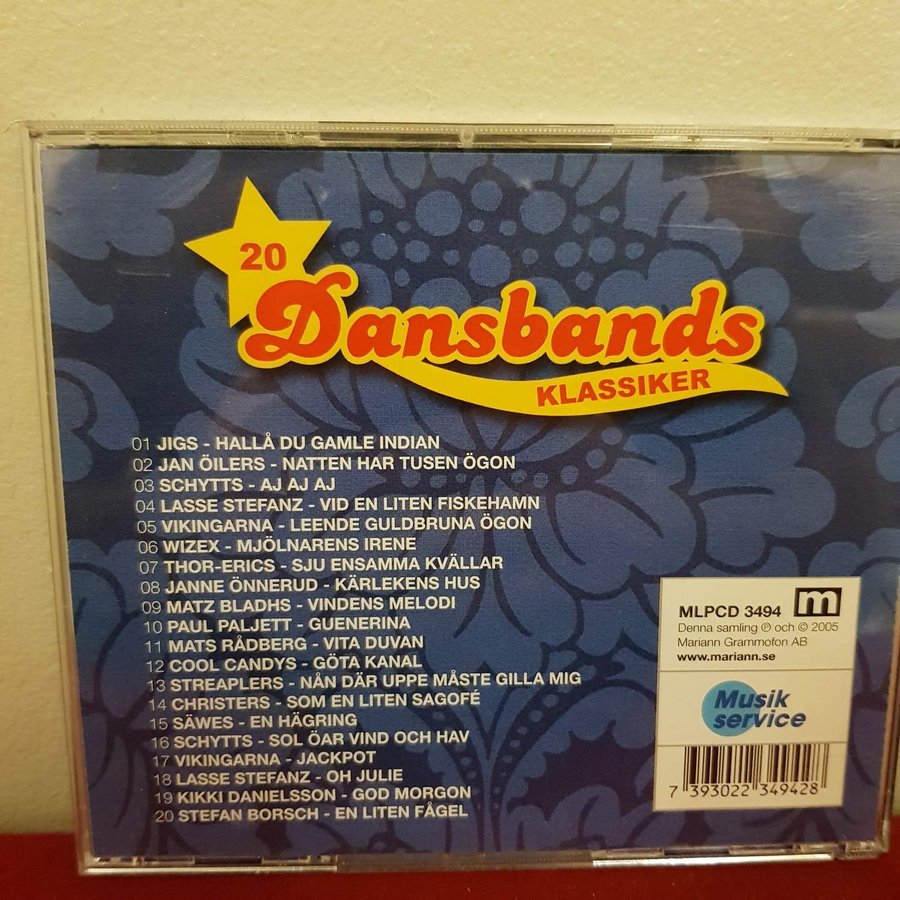 20
Dansbands
KLASSIKER
01 JIGS - HALLÅ DU GAMLE INDIAN
02 JAN ÖILERS - NATTEN HAR TUSEN ÖGON
03 SCHYTTS - AJ AJ AJ
04 LASSE STEFANZ - VID EN LITEN FISKEHAMN
05 VIKINGARNA - LEENDE GULDBRUNA ÖGON
06 WIZEX - MJÖLNARENS IRENE
07 THOR-ERICS - SJU ENSAMMA KVÄLLAR
08 JANNE ÖNNERUD - KÄRLEKENS HUS
09 MATZ BLADHS - VINDENS MELODI
10 PAUL PALJETT - GUENERINA
11 MATS RÅDBERG - VITA DUVAN
12 COOL CANDYS - GÖTA KANAL
13 STREAPLERS - NÅN DÄR UPPE MÅSTE GILLA MIG
14 CHRISTERS - SOM EN LITEN SAGOFÉ
15 SÄWES - EN HÄGRING
16 SCHYTTS - SOL ÖAR VIND OCH HAV
17 VIKINGARNA - JACKPOT
18 LASSE STEFANZ - OH JULIE
19 KIKKI DANIELSSON - GOD MORGON
20 STEFAN BORSCH - EN LITEN FÅGEL
MLPCD 3494 m
Denna samling ℗ och © 2005
Mariann Grammofon AB
www.mariann.se
Musik
service
7 393022 349428